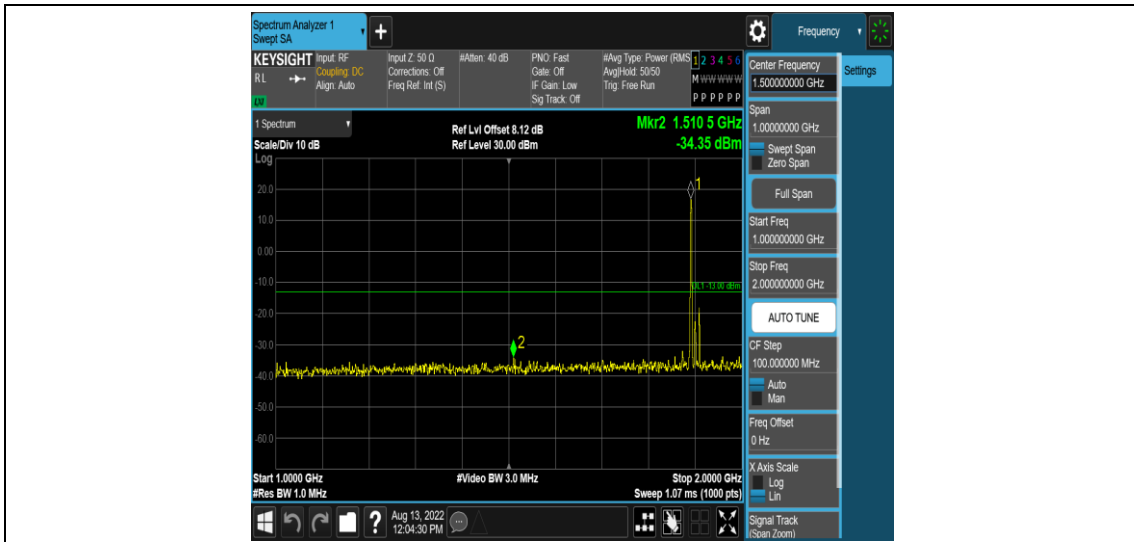 Spectrum Analyzer 1
Swept SA
+
Frequency
KEYSIGHT
RL
LM
Input: RF
Coupling: DC
Align: Auto
Input Z: 50 Ω
Corrections: Off
Freq Ref: Int (S)
#Atten: 40 dB
PNO: Fast
Gate: Off
IF Gain: Low
Sig Track: Off
#Avg Type: Power (RMS
Avg|Hold: 50/50
Trig: Free Run
1 2 3 4 5 6
M W W W W W
P P P P P P
Center Frequency
1.500000000 GHz
Settings
1 Spectrum
Scale/Div 10 dB
Ref Lvl Offset 8.12 dB
Ref Level 30.00 dBm
Mkr2 1.510 5 GHz
-34.35 dBm
Span
1.00000000 GHz
Swept Span
Zero Span
Full Span
Start Freq
1.000000000 GHz
Stop Freq
2.000000000 GHz
AUTO TUNE
CF Step
100.000000 MHz
Auto
Man
Freq Offset
0 Hz
X Axis Scale
Log
Lin
Signal Track
(Span Zoom)
Log
20.0
10.0
0.00
-10.0
-20.0
-30.0
-40.0
-50.0
-60.0
1
DL1 -13.00 dBm
2
Start 1.0000 GHz
#Res BW 1.0 MHz
#Video BW 3.0 MHz
Stop 2.0000 GHz
Sweep 1.07 ms (1000 pts)
?
Aug 13, 2022
12:04:30 PM